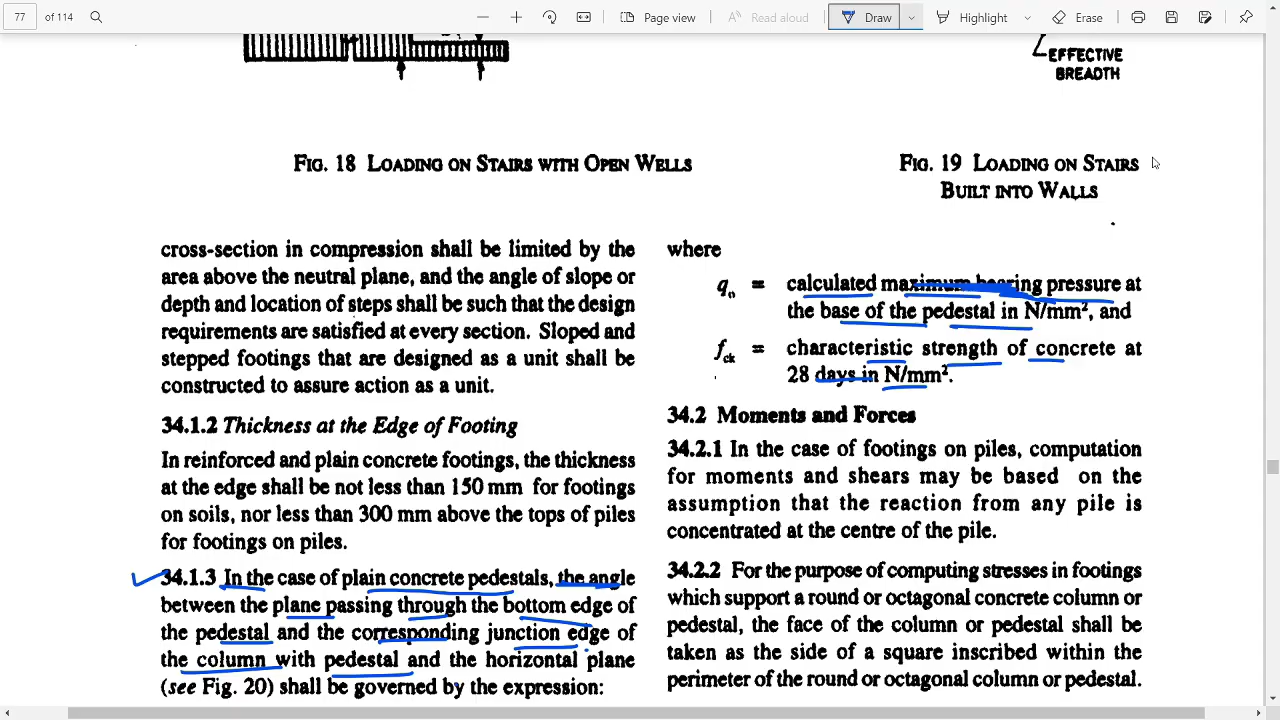 77 of 114
Page view
Read aloud
Draw
Highlight
Erase
EFFECTIVE
BREADTH
FIG. 18 LOADING ON STAIRS WITH OPEN WELLS
FIG. 19 LOADING ON STAIRS
BUILT INTO WALLS
cross-section in compression shall be limited by the
area above the neutral plane, and the angle of slope or
depth and location of steps shall be such that the design
requirements are satisfied at every section. Sloped and
stepped footings that are designed as a unit shall be
constructed to assure action as a unit.
34.1.2 Thickness at the Edge of Footing
In reinforced and plain concrete footings, the thickness
at the edge shall be not less than 150 mm for footings
on soils, nor less than 300 mm above the tops of piles
for footings on piles.
34.1.3 In the case of plain concrete pedestals, the angle
between the plane passing through the bottom edge of
the pedestal and the corresponding junction edge of
the column with pedestal and the horizontal plane
(see Fig. 20) shall be governed by the expression:
where
qₒ = calculated maximum bearing pressure at
the base of the pedestal in N/mm², and
f_ck = characteristic strength of concrete at
28 days in N/mm².
34.2 Moments and Forces
34.2.1 In the case of footings on piles, computation
for moments and shears may be based on the
assumption that the reaction from any pile is
concentrated at the centre of the pile.
34.2.2 For the purpose of computing stresses in footings
which support a round or octagonal concrete column or
pedestal, the face of the column or pedestal shall be
taken as the side of a square inscribed within the
perimeter of the round or octagonal column or pedestal.